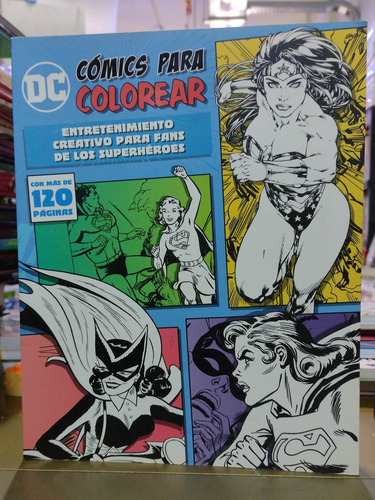 DC
CÓMICS PARA
COLOREAR
ENTRETENIMIENTO
CREATIVO PARA FANS
DE LOS SUPERHÉROES
CON MÁS DE
120
PÁGINAS